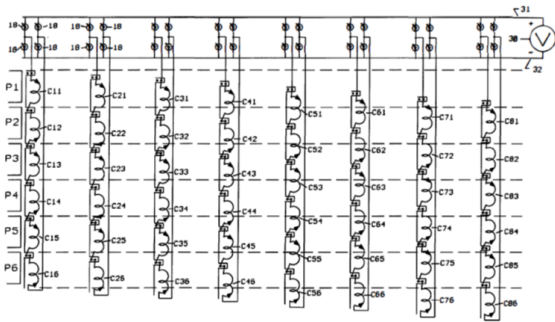 31
18 18 18 18
+
30 V
18 18 18 18
-
32
P1 C11 C21 C31 C41 C51 C61 C71 C81
P2 C12 C22 C32 C42 C52 C62 C72 C82
P3 C13 C23 C33 C43 C53 C63 C73 C83
P4 C14 C24 C34 C44 C54 C64 C74 C84
P5 C15 C25 C35 C45 C55 C65 C75 C85
P6 C16 C26 C36 C46 C56 C66 C76 C86